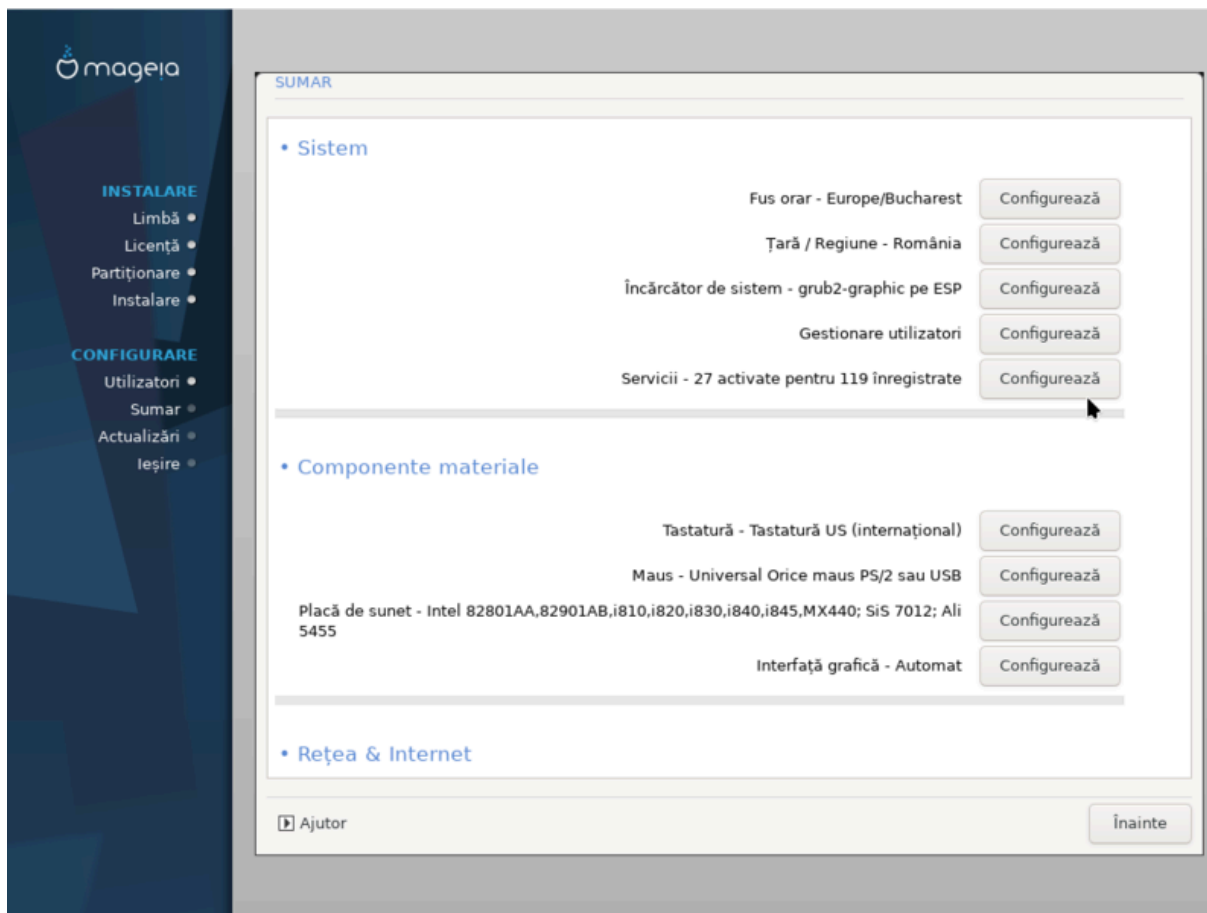 mageia
INSTALARE
Limbă
Licență
Partiționare
Instalare
CONFIGURARE
Utilizatori
Sumar
Actualizări
Ieșire
SUMAR
• Sistem
Fus orar - Europe/Bucharest Configurează
Țară / Regiune - România Configurează
Încărcător de sistem - grub2-graphic pe ESP Configurează
Gestionare utilizatori Configurează
Servicii - 27 activate pentru 119 înregistrate Configurează
• Componente materiale
Tastatură - Tastatură US (internațional) Configurează
Maus - Universal Orice maus PS/2 sau USB Configurează
Placă de sunet - Intel 82801AA,82901AB,i810,i820,i830,i840,i845,MX440; SiS 7012; Ali
5455 Configurează
Interfață grafică - Automat Configurează
• Rețea & Internet
Ajutor
Înainte